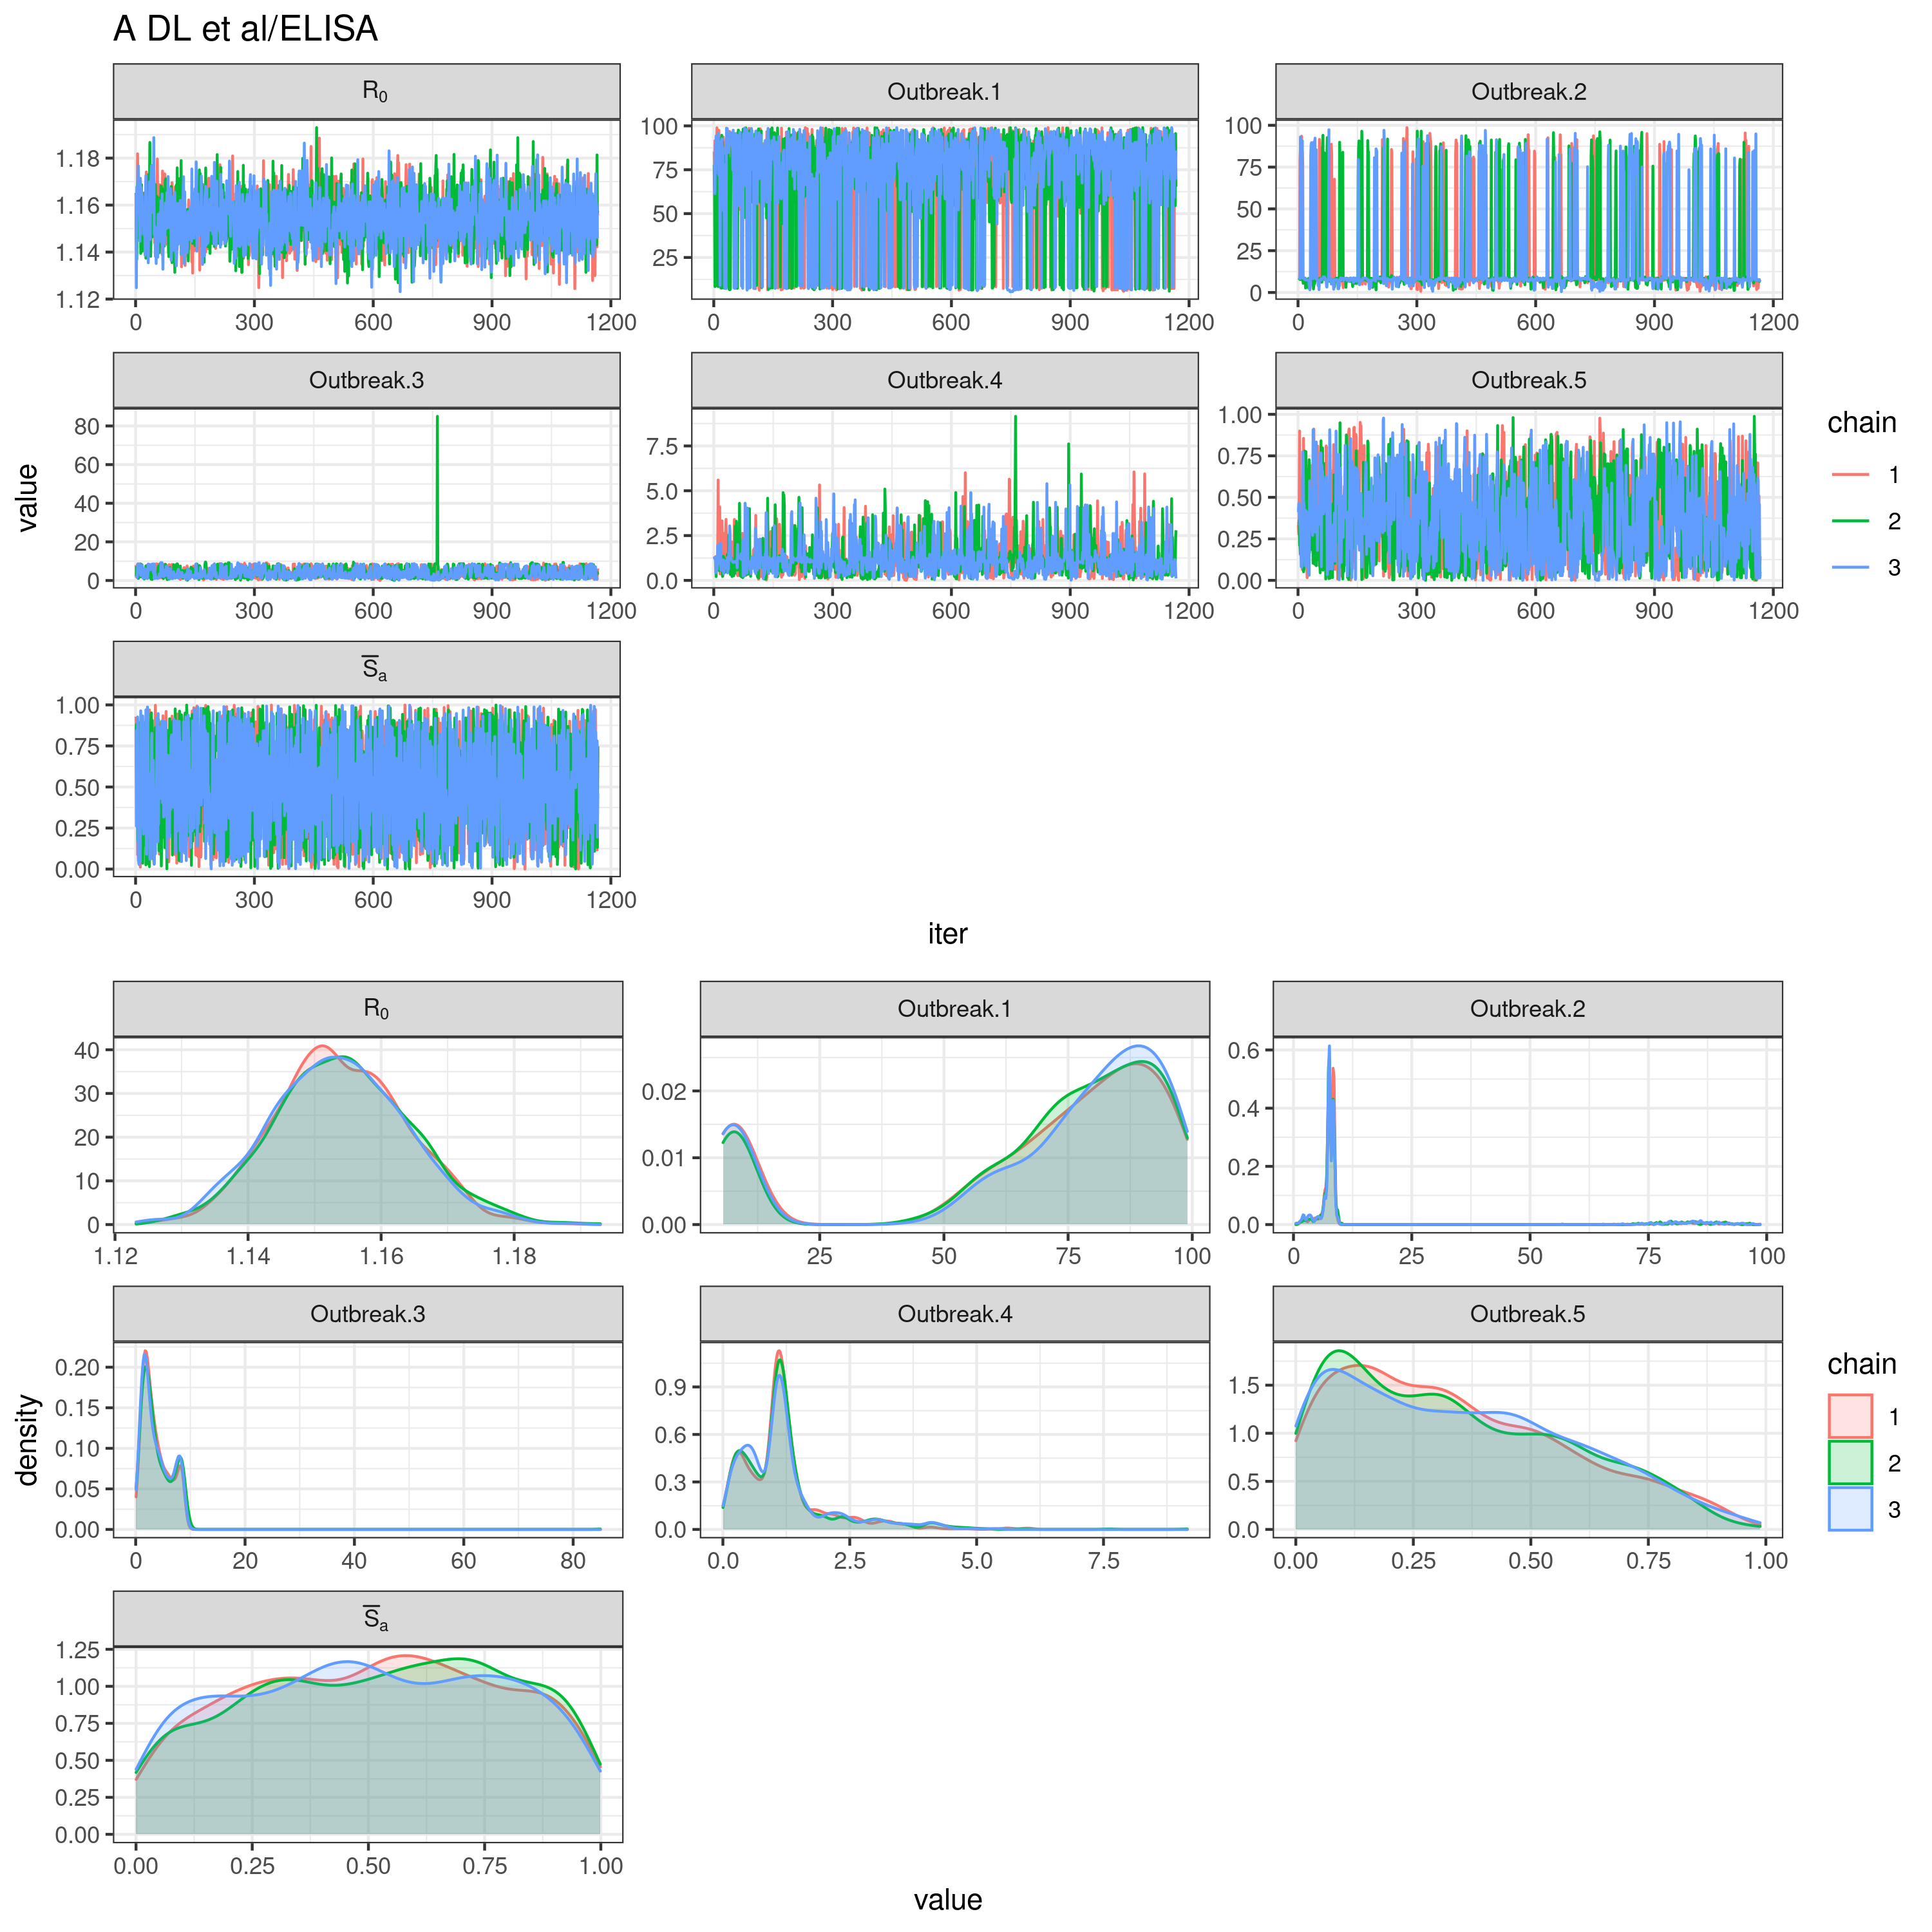 A DL et al/ELISA
R₀ Outbreak.1 Outbreak.2
1.18
1.16
1.14
1.12
0 300 600 900 1200
100
75
50
25
0 300 600 900 1200
100
75
50
25
0
0 300 600 900 1200
Outbreak.3 Outbreak.4 Outbreak.5
80
60
40
20
0
0 300 600 900 1200
7.5
5.0
2.5
0.0
0 300 600 900 1200
1.00
0.75
0.50
0.25
0.00
0 300 600 900 1200
S̅ₐ
1.00
0.75
0.50
0.25
0.00
0 300 600 900 1200
value
iter
chain
1
2
3
R₀ Outbreak.1 Outbreak.2
40
30
20
10
0
1.12 1.14 1.16 1.18
0.02
0.01
0.00
25 50 75 100
0.6
0.4
0.2
0.0
0 25 50 75 100
Outbreak.3 Outbreak.4 Outbreak.5
0.20
0.15
0.10
0.05
0.00
0 20 40 60 80
0.9
0.6
0.3
0.0
0.0 2.5 5.0 7.5
1.5
1.0
0.5
0.0
0.00 0.25 0.50 0.75 1.00
S̅ₐ
1.25
1.00
0.75
0.50
0.25
0.00
0.00 0.25 0.50 0.75 1.00
density
value
chain
1
2
3